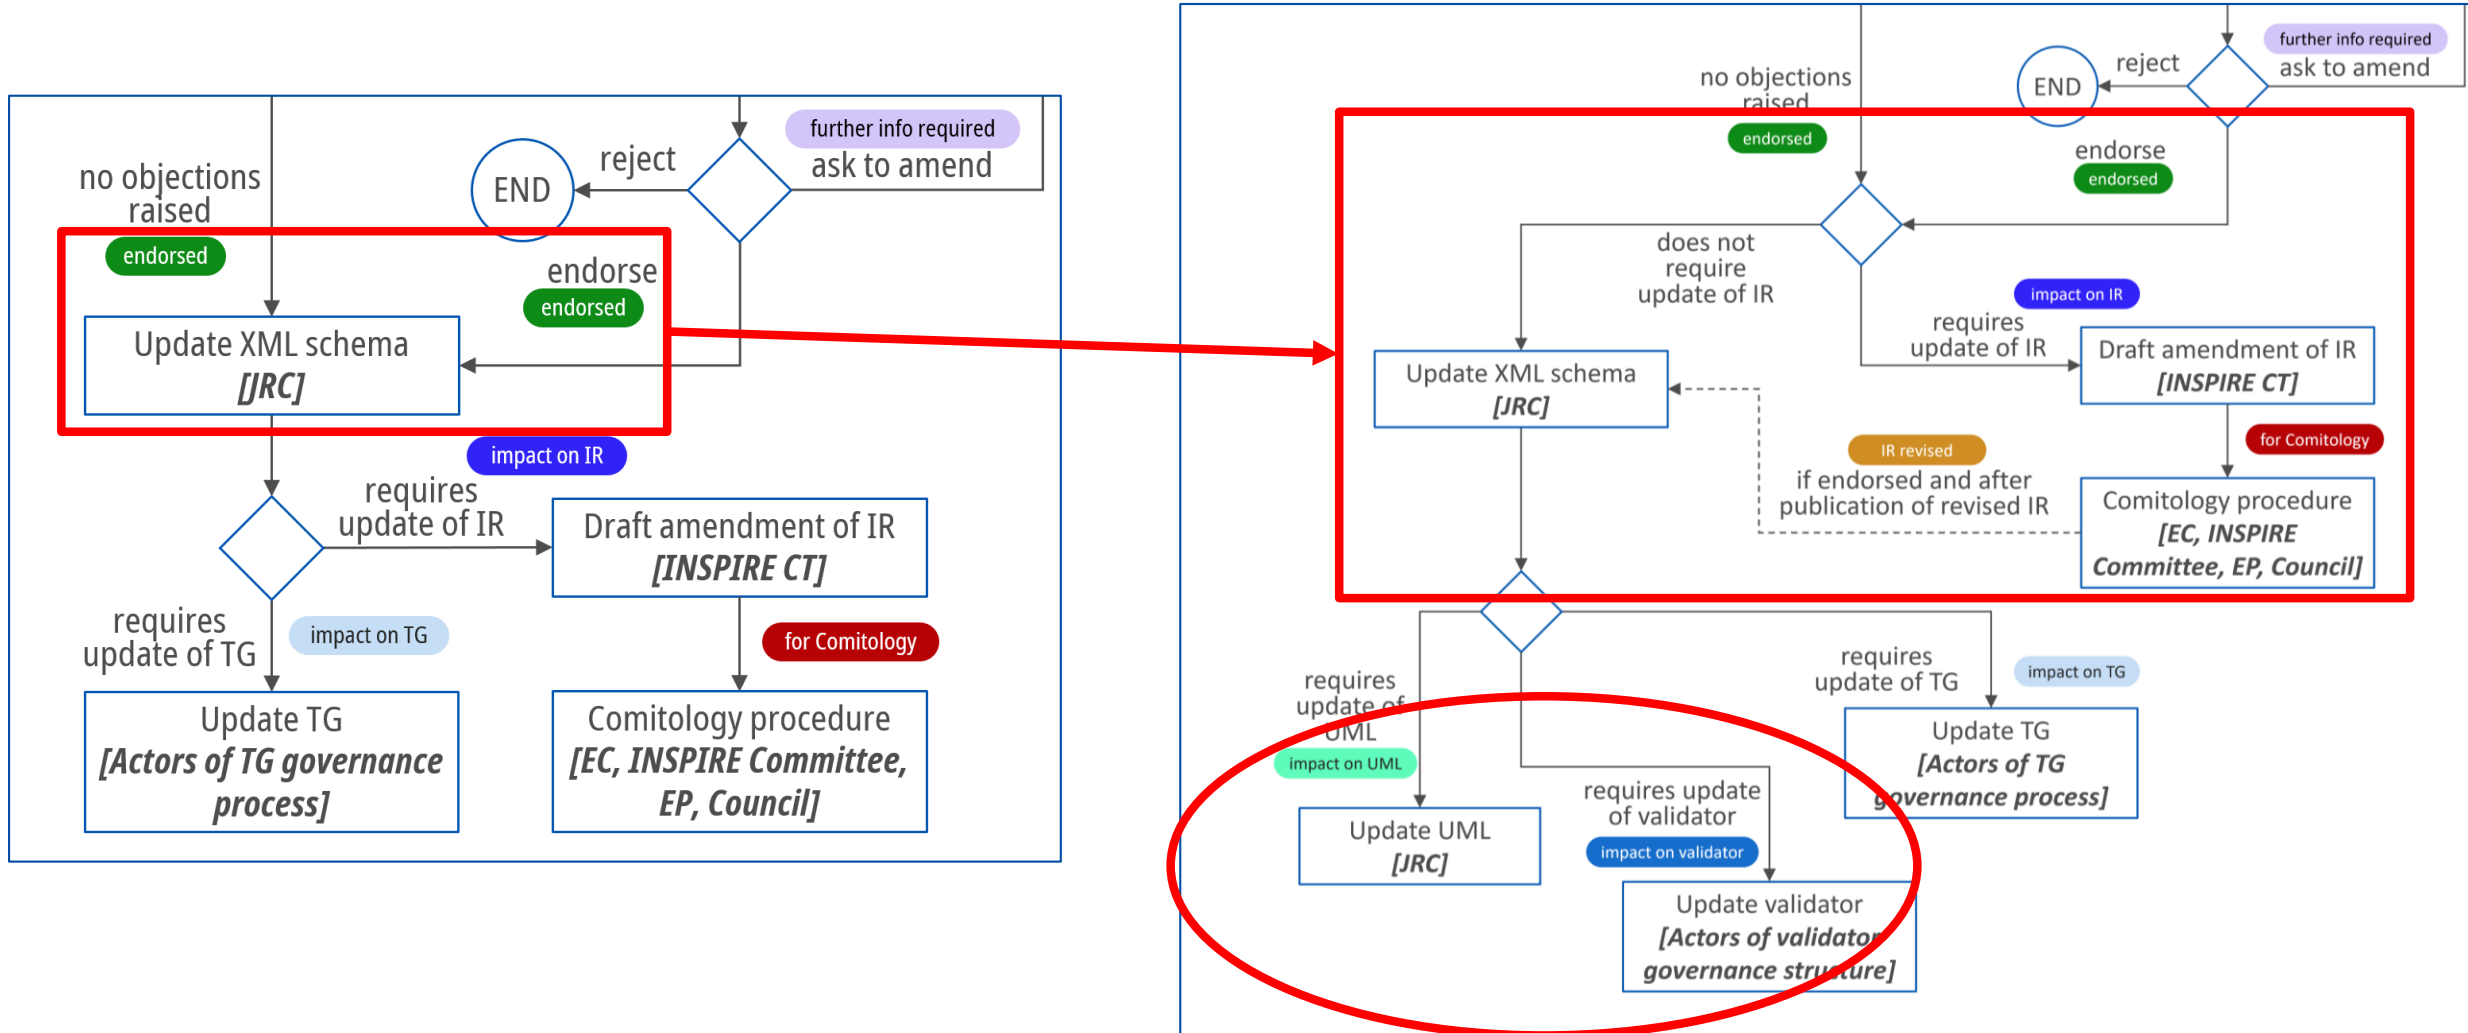 further info required
reject
ask to amend
END
no objections
raised
endorsed
endorse
endorsed
Update XML schema
[JRC]
impact on IR
requires
update of IR
Draft amendment of IR
[INSPIRE CT]
requires
update of TG
impact on TG
for Comitology
Update TG
[Actors of TG governance
process]
Comitology procedure
[EC, INSPIRE Committee,
EP, Council]
further info required
reject
ask to amend
END
no objections
raised
endorsed
endorse
endorsed
does not
require
update of IR
impact on IR
requires
update of IR
Draft amendment of IR
[INSPIRE CT]
Update XML schema
[JRC]
for Comitology
IR revised
if endorsed and after
publication of revised IR
Comitology procedure
[EC, INSPIRE
Committee, EP, Council]
requires
update of
UML
impact on UML
requires
update of TG
impact on TG
Update TG
[Actors of TG
governance process]
requires update
of validator
impact on validator
Update UML
[JRC]
Update validator
[Actors of validator
governance structure]